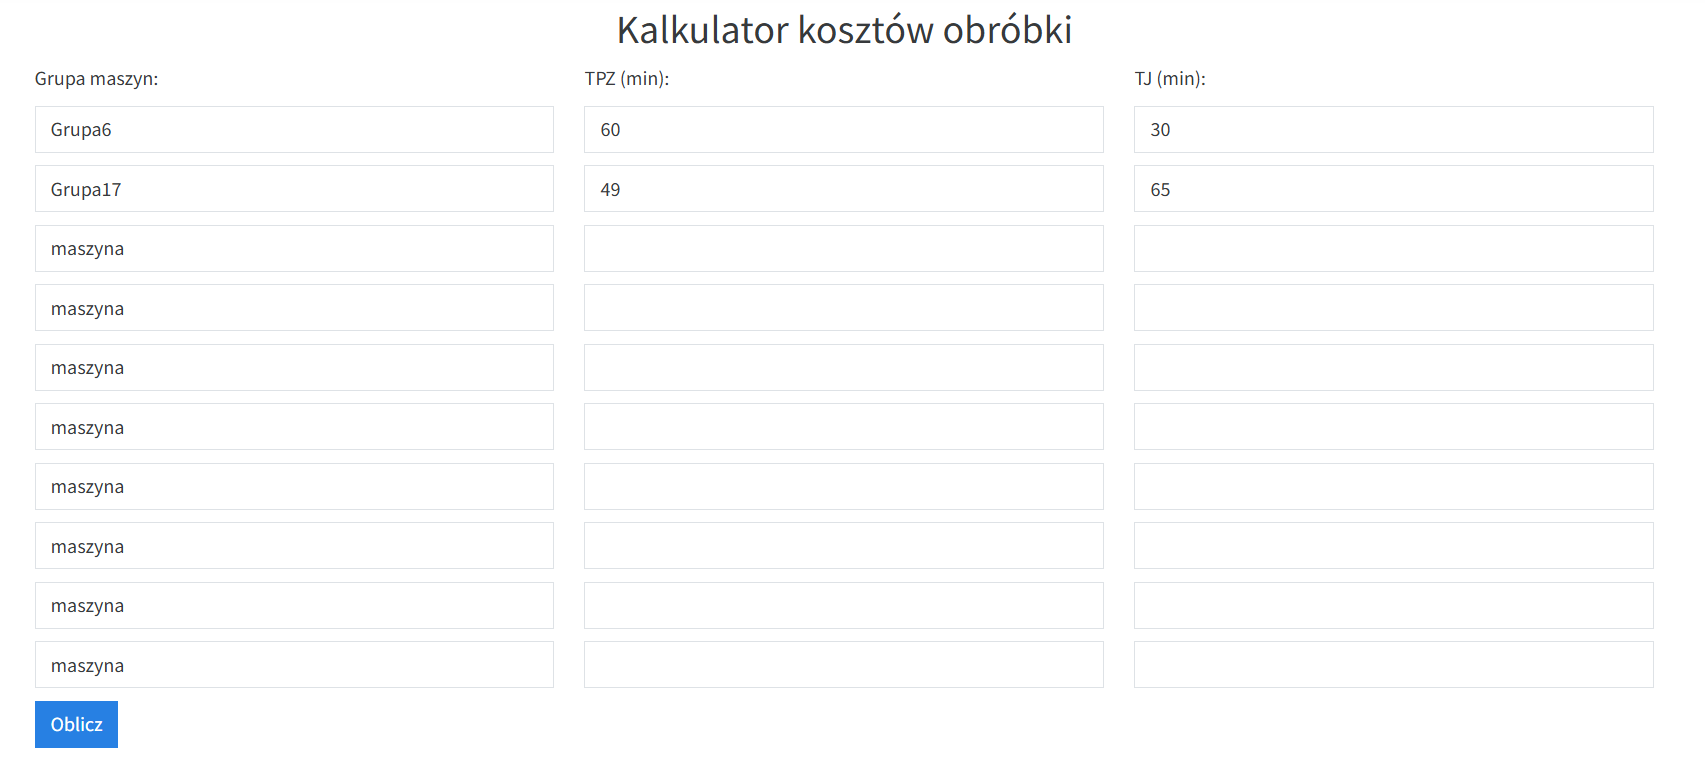 Kalkulator kosztów obróbki
Grupa maszyn: TPZ (min): TJ (min):
Grupa6 60 30
Grupa17 49 65
maszyna
maszyna
maszyna
maszyna
maszyna
maszyna
maszyna
maszyna
Oblicz